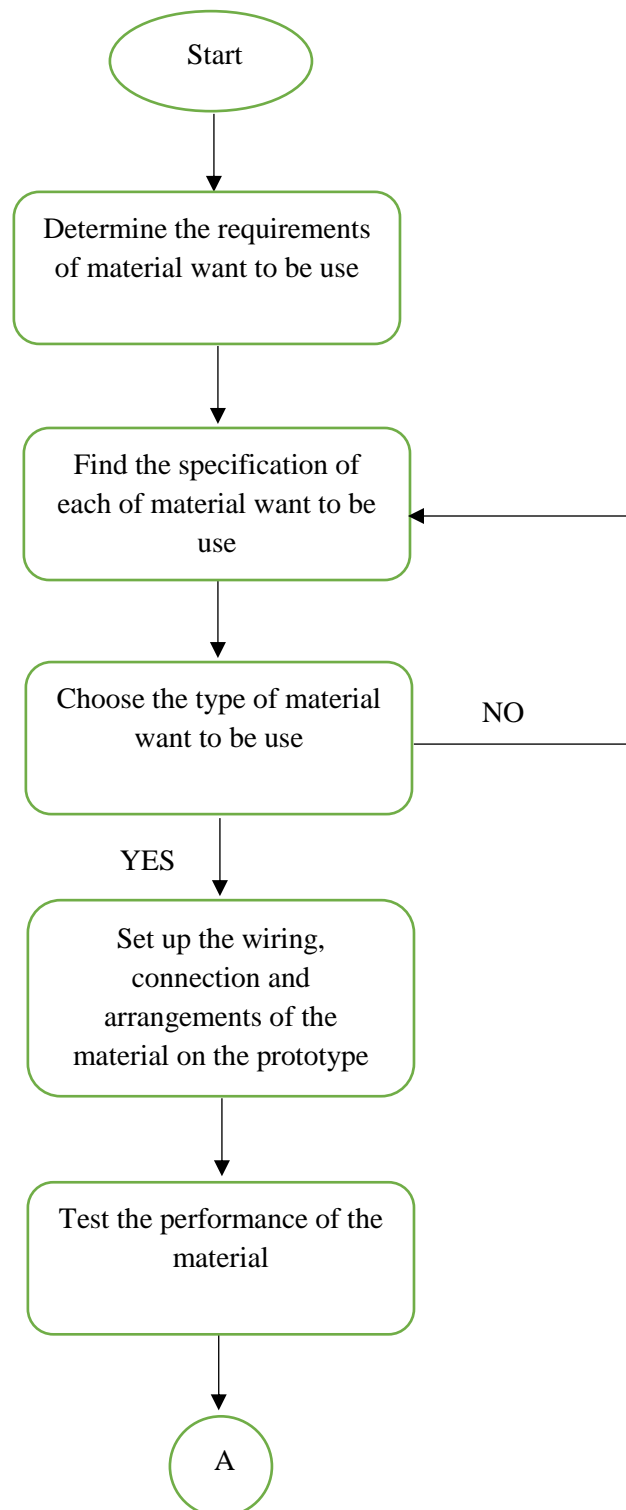 Start
Determine the requirements
of material want to be use
Find the specification of
each of material want to be
use
Choose the type of material
want to be use
NO
YES
Set up the wiring,
connection and
arrangements of the
material on the prototype
Test the performance of the
material
A